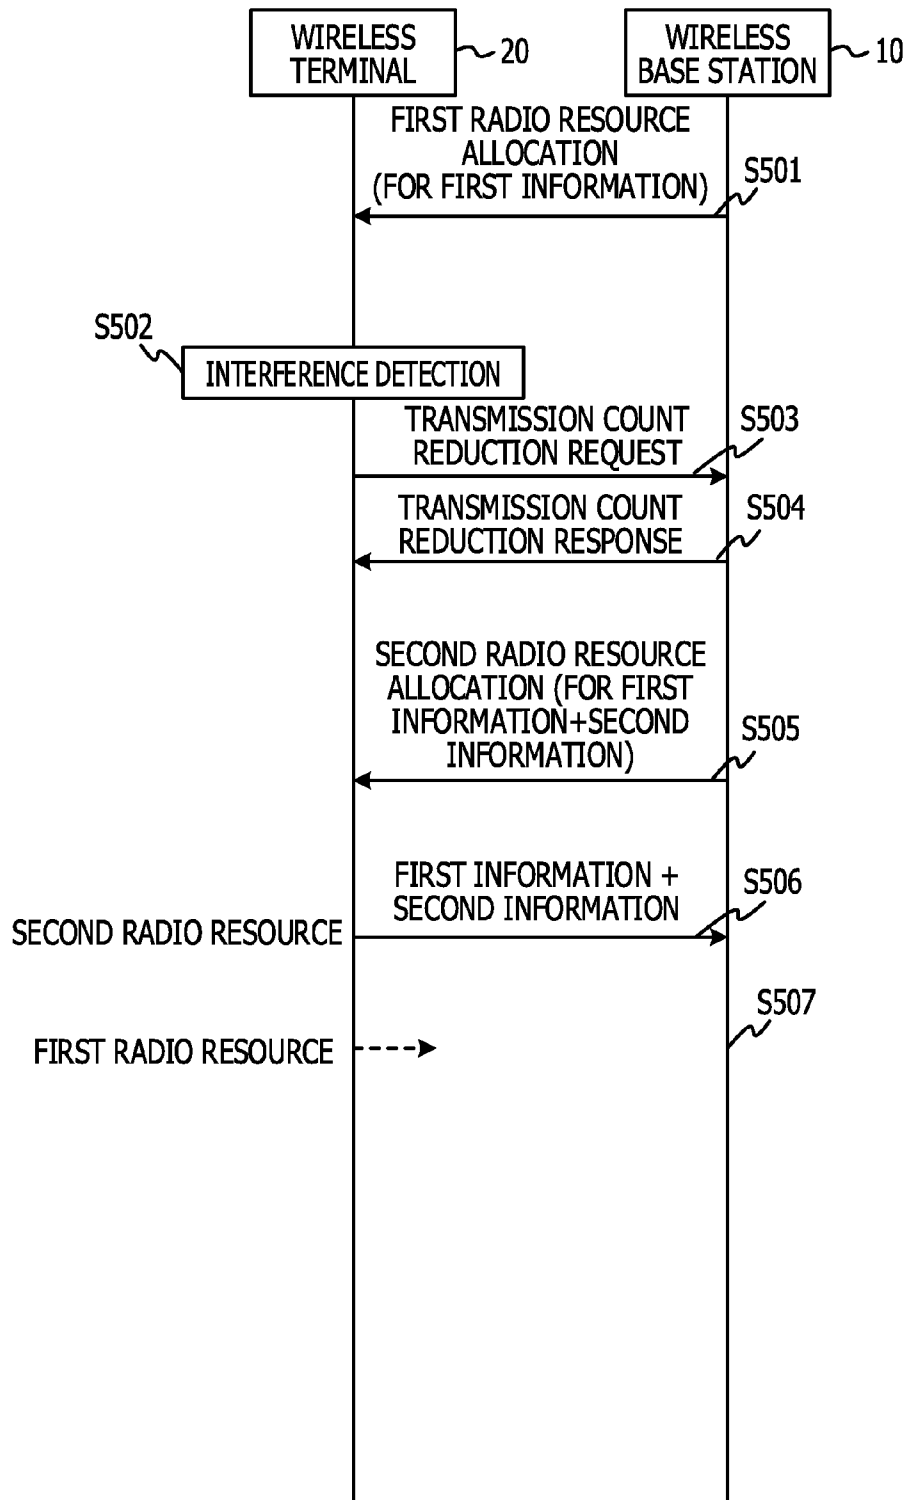 WIRELESS
TERMINAL
20
WIRELESS
BASE STATION
10
FIRST RADIO RESOURCE
ALLOCATION
(FOR FIRST INFORMATION)
S501
S502
INTERFERENCE DETECTION
TRANSMISSION COUNT
REDUCTION REQUEST
S503
TRANSMISSION COUNT
REDUCTION RESPONSE
S504
SECOND RADIO RESOURCE
ALLOCATION (FOR FIRST
INFORMATION+SECOND
INFORMATION)
S505
FIRST INFORMATION +
SECOND INFORMATION
S506
SECOND RADIO RESOURCE
S507
FIRST RADIO RESOURCE